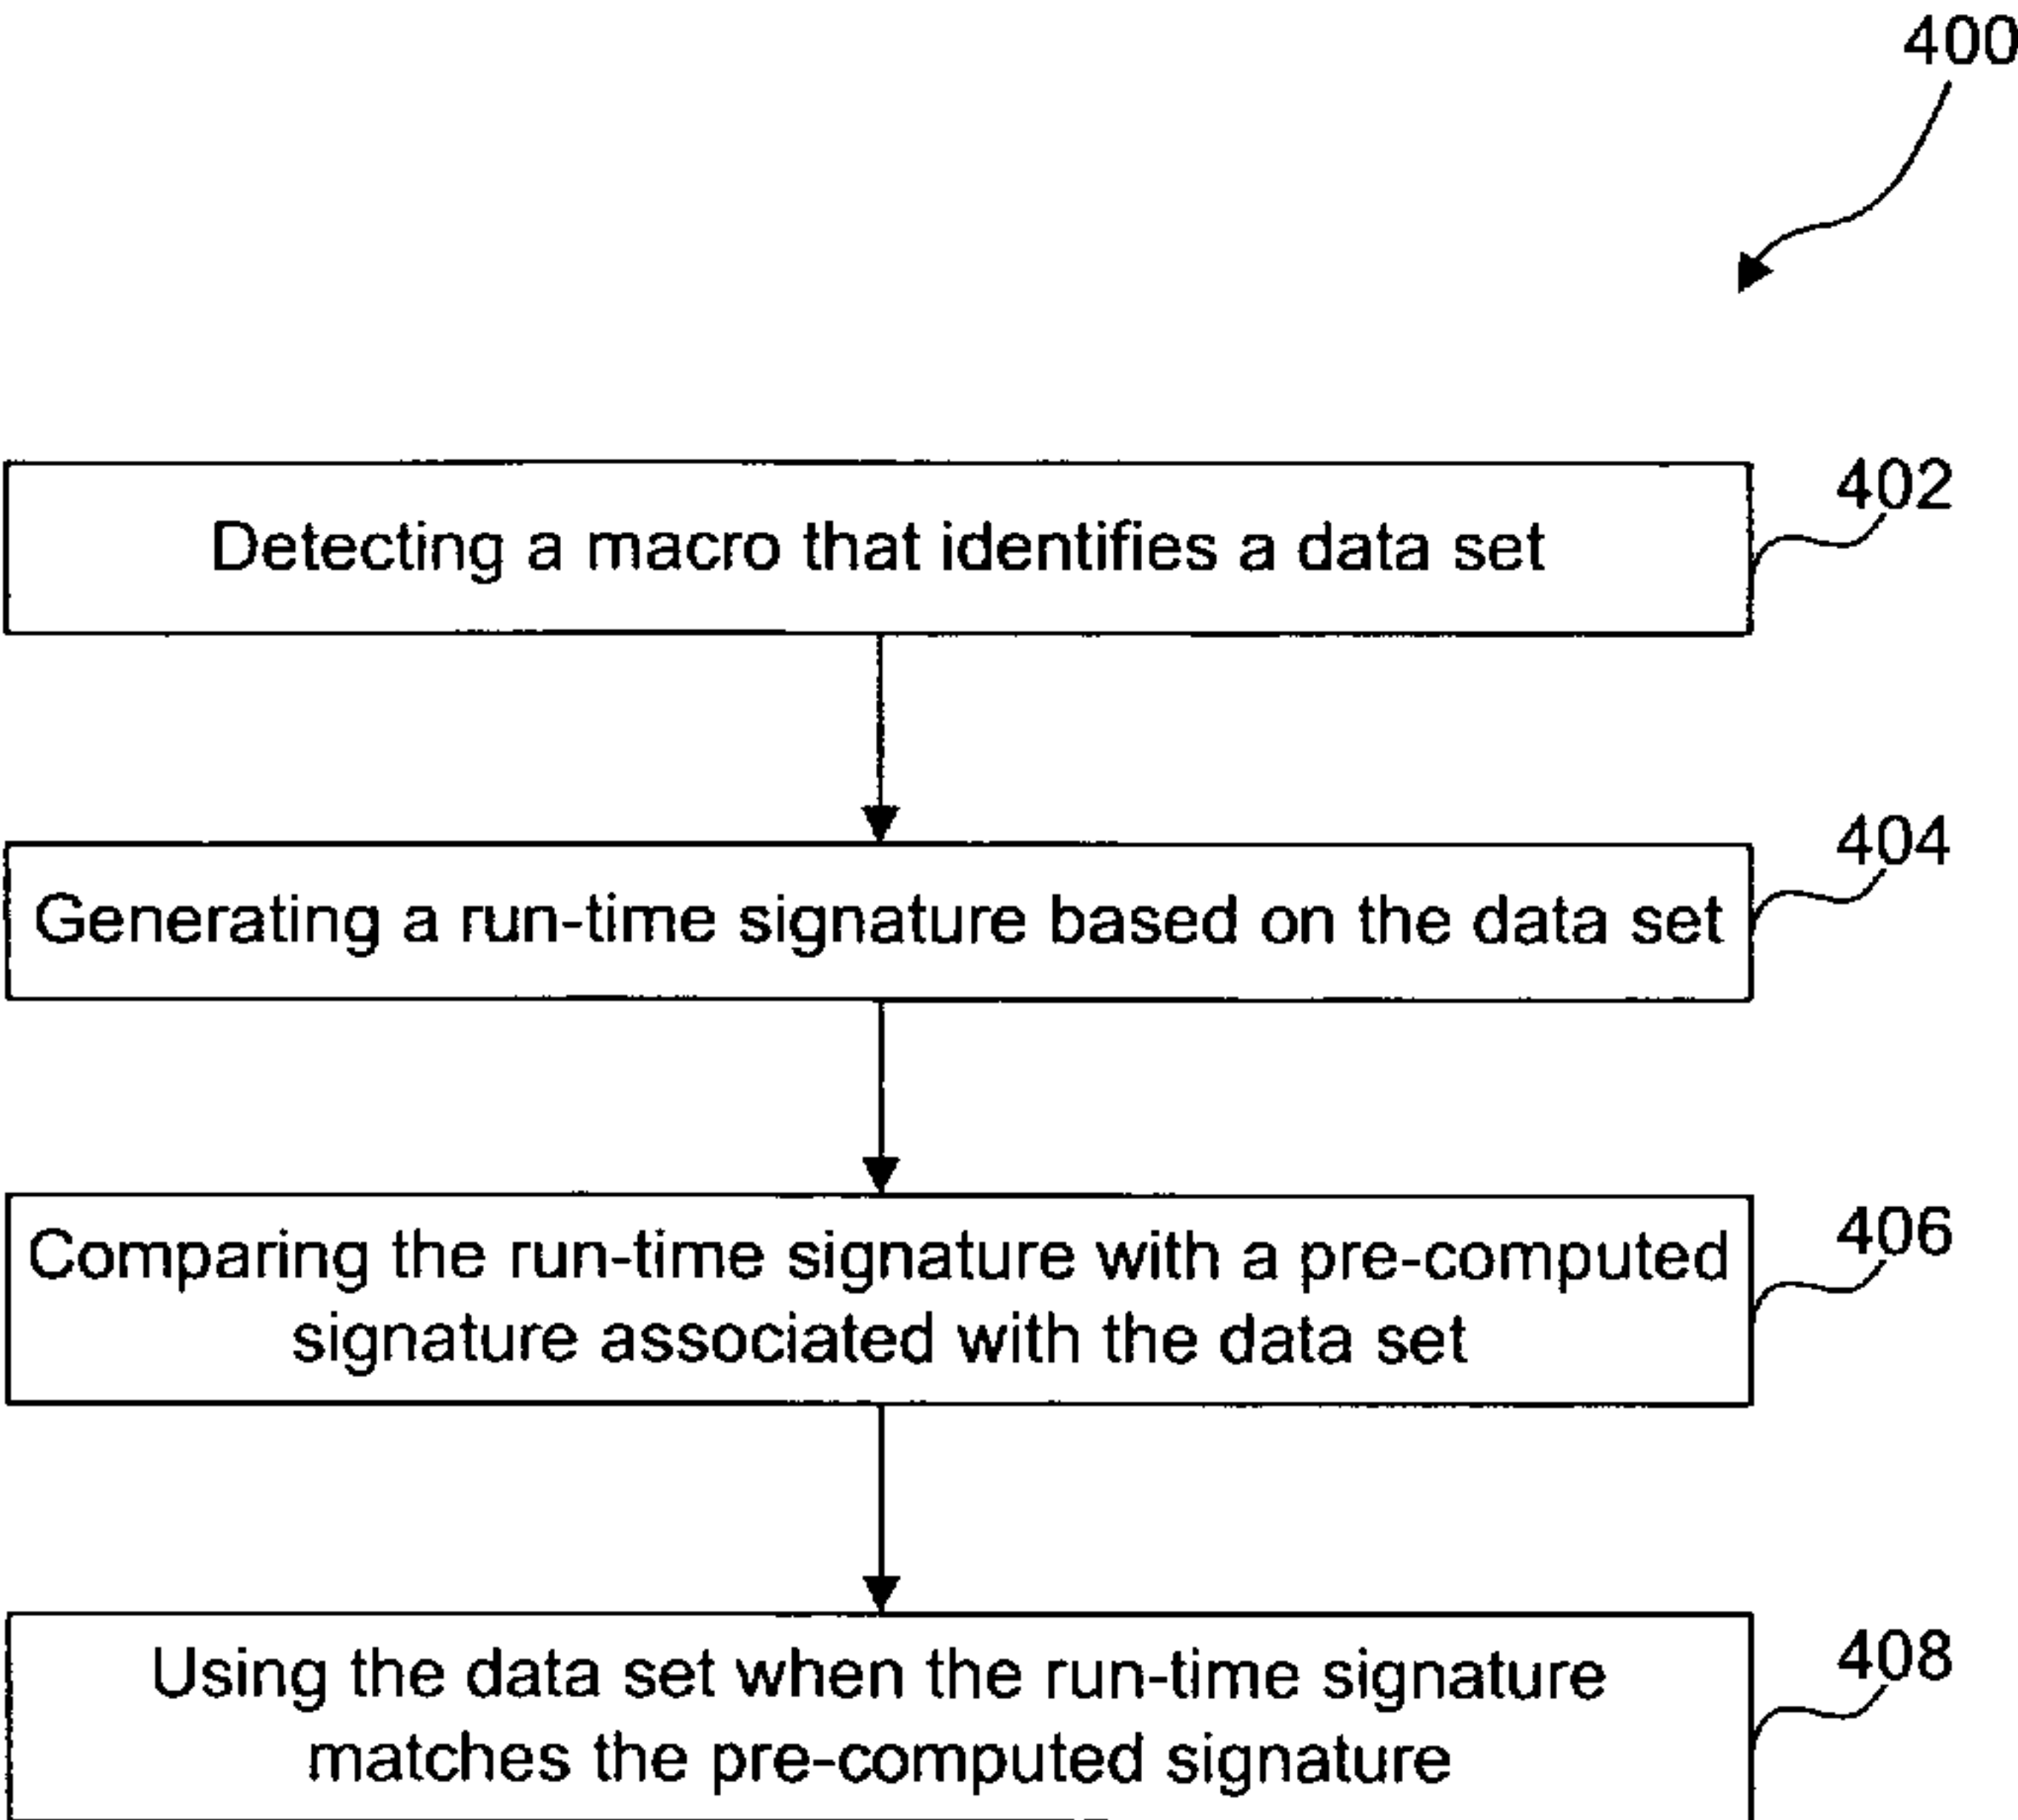 400
402
Detecting a macro that identifies a data set
404
Generating a run-time signature based on the data set
406
Comparing the run-time signature with a pre-computed
signature associated with the data set
408
Using the data set when the run-time signature
matches the pre-computed signature